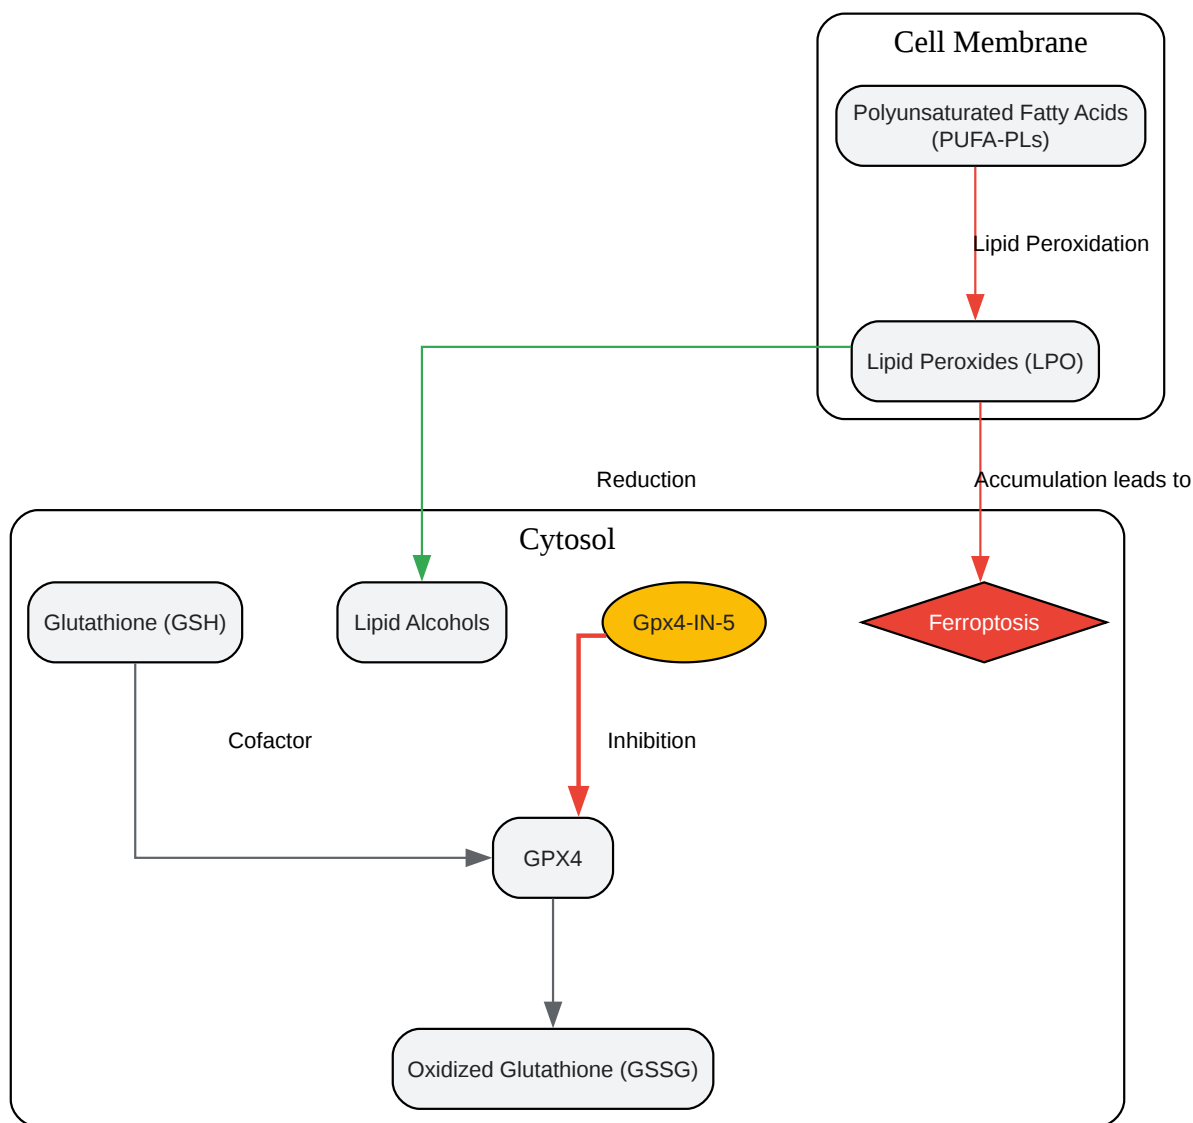 Cell Membrane
Polyunsaturated Fatty Acids
(PUFA-PLs)
Lipid Peroxidation
Lipid Peroxides (LPO)
Reduction
Accumulation leads to
Cytosol
Glutathione (GSH)
Lipid Alcohols
Gpx4-IN-5
Ferroptosis
Cofactor
Inhibition
GPX4
Oxidized Glutathione (GSSG)